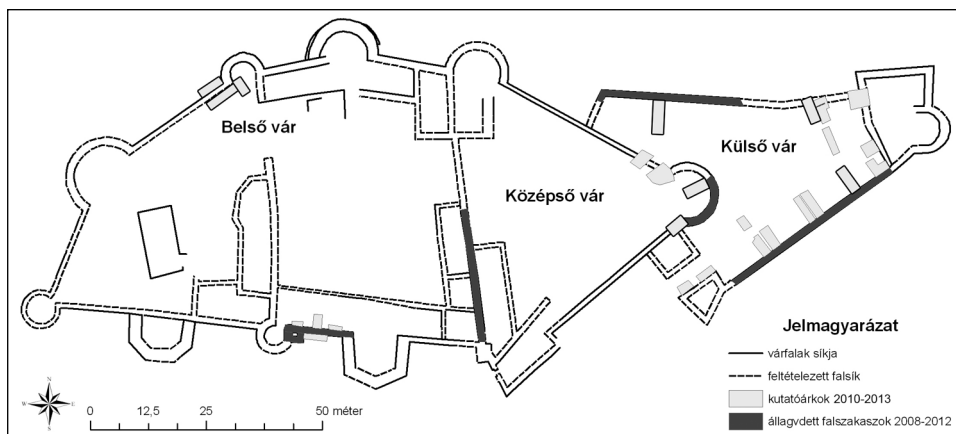 Belső vár
Középső vár
Külső vár
Jelmagyarázat
várfalak síkja
feltételezett falsík
kutatóárkok 2010-2013
állagvdett falszakaszok 2008-2012
N
W
E
S
0 12,5 25 50 méter